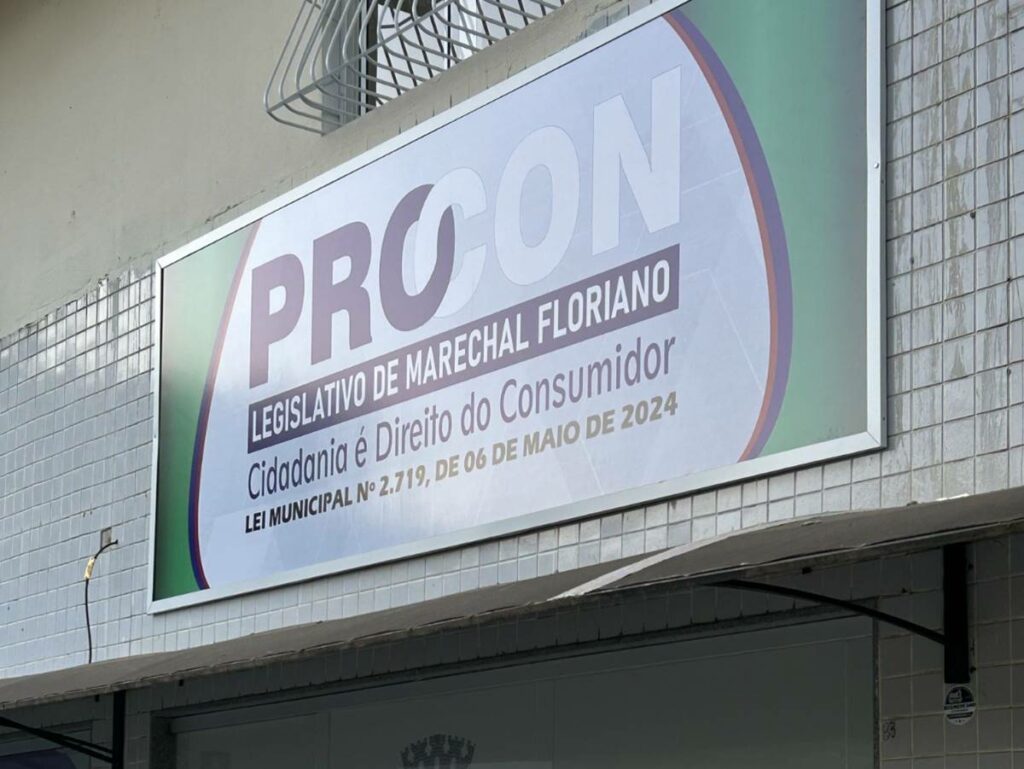 PROCON
LEGISLATIVO DE MARECHAL FLORIANO
Cidadania é Direito do Consumidor
LEI MUNICIPAL Nº 2.719, DE 06 DE MAIO DE 2024